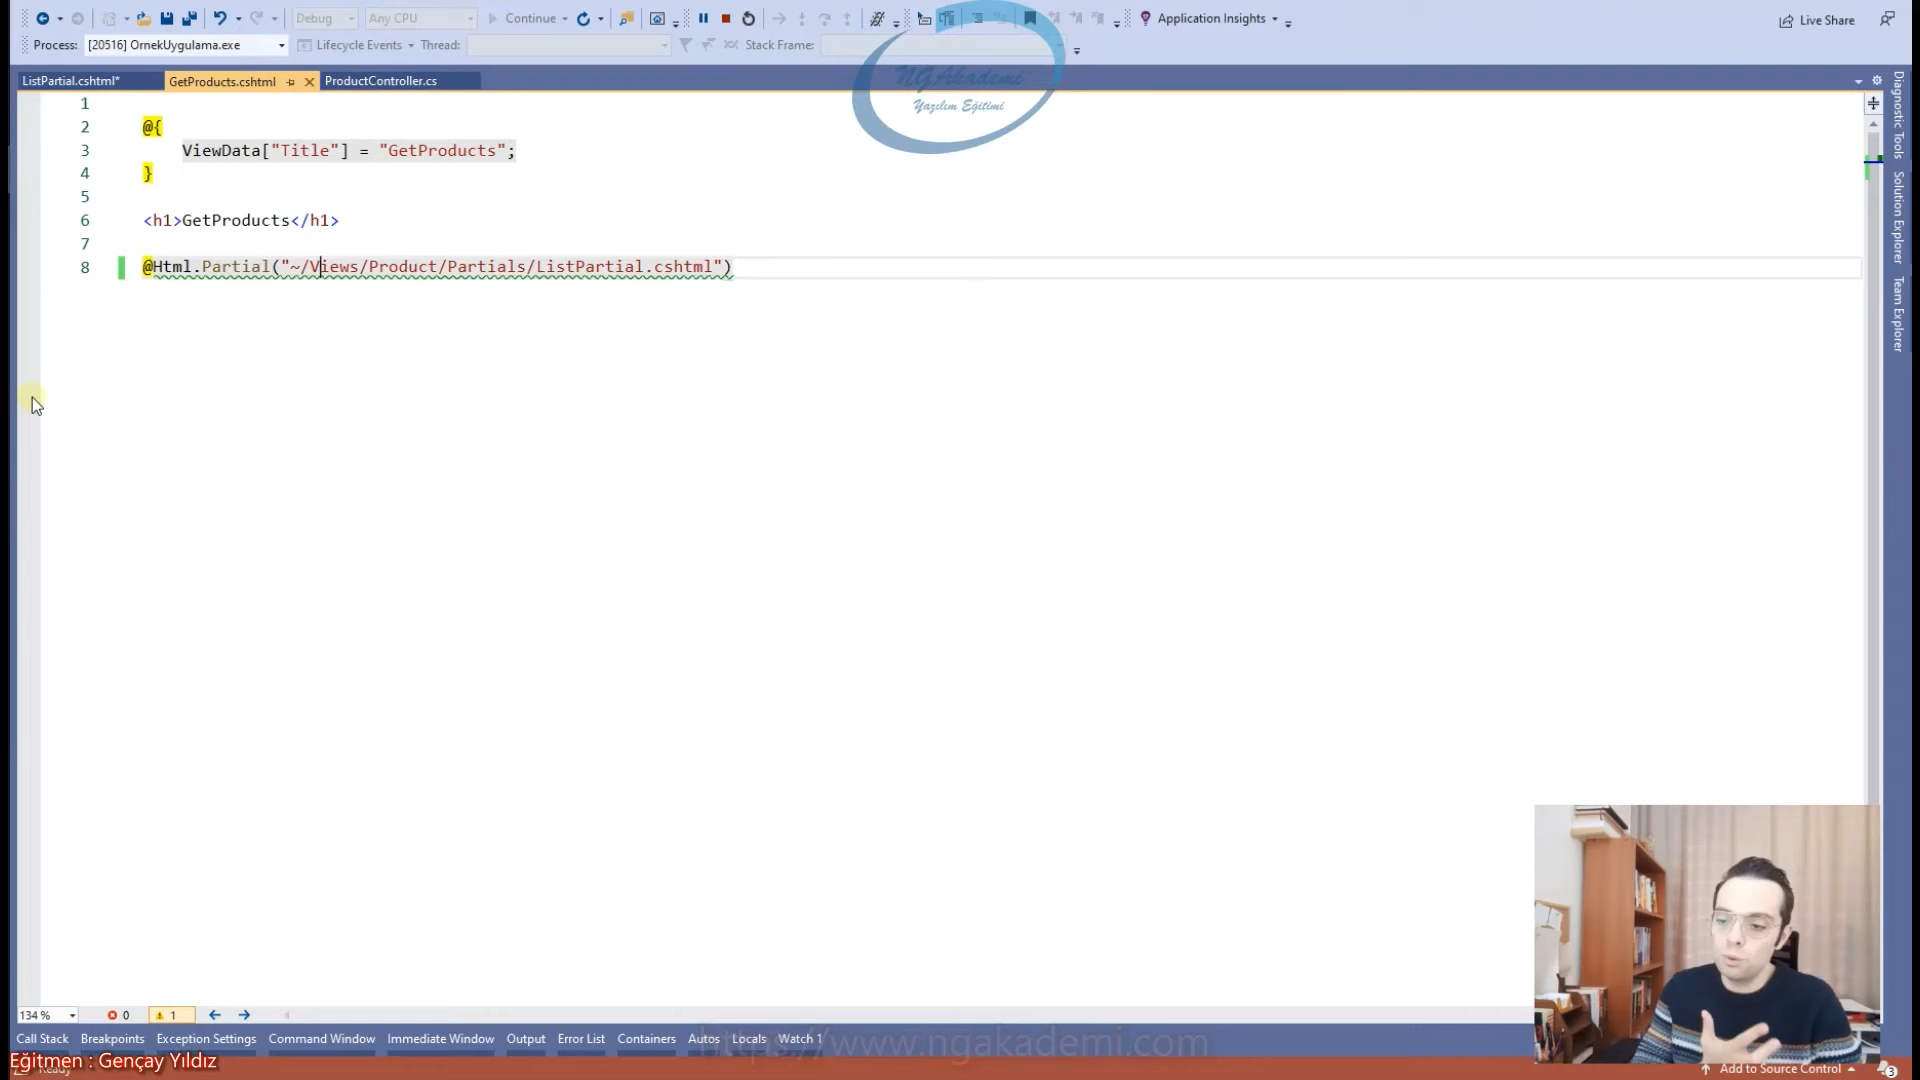 Debug Any CPU Continue Application Insights Live Share
Process: [20516] OrnekUygulama.exe Lifecycle Events Thread: Stack Frame:
ListPartial.cshtml* GetProducts.cshtml ProductController.cs
NGAkademi
Yazılım Eğitimi
Diagnostic Tools
Solution Explorer
Team Explorer
1
2 @{
3 ViewData["Title"] = "GetProducts";
4 }
5
6 <h1>GetProducts</h1>
7
8 @Html.Partial("~/Views/Product/Partials/ListPartial.cshtml")
134 % 0 1
Call Stack Breakpoints Exception Settings Command Window Immediate Window Output Error List Containers Autos Locals Watch 1
https://www.ngakademi.com
Eğitmen : Gençay Yıldız
Ready Add to Source Control 3